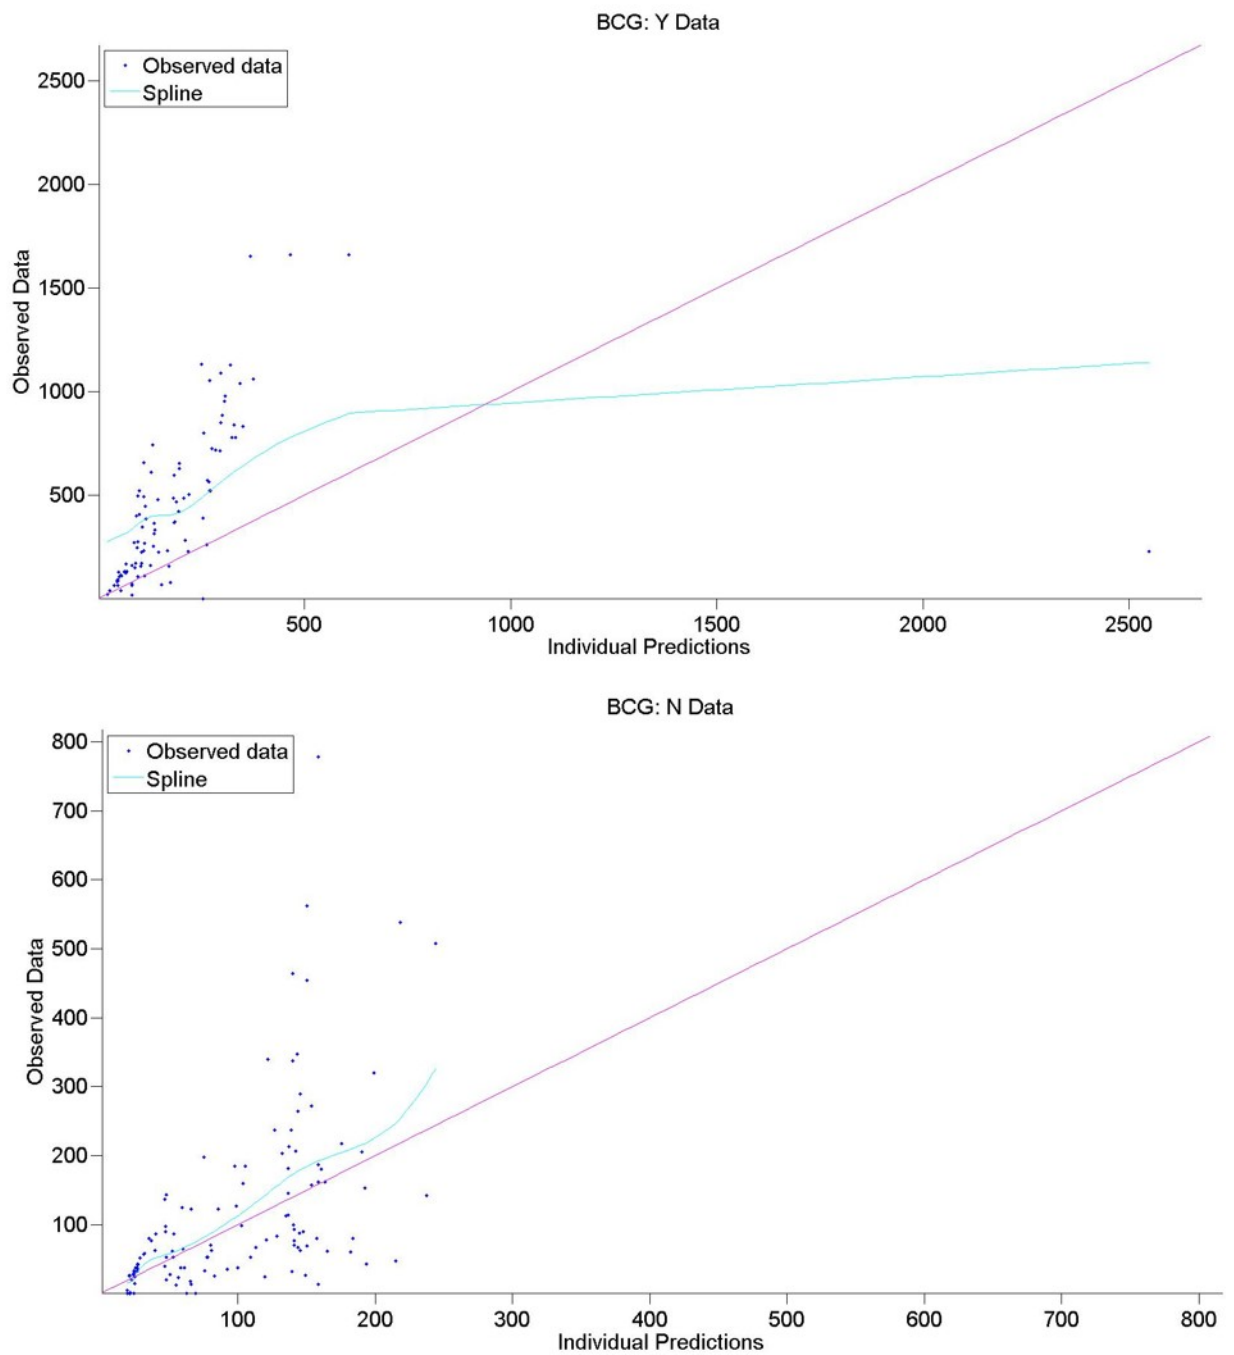 BCG: Y Data
Observed data
Spline
2500
2000
1500
1000
500
Observed Data
500 1000 1500 2000 2500
Individual Predictions
BCG: N Data
Observed data
Spline
800
700
600
500
400
300
200
100
Observed Data
100 200 300 400 500 600 700 800
Individual Predictions